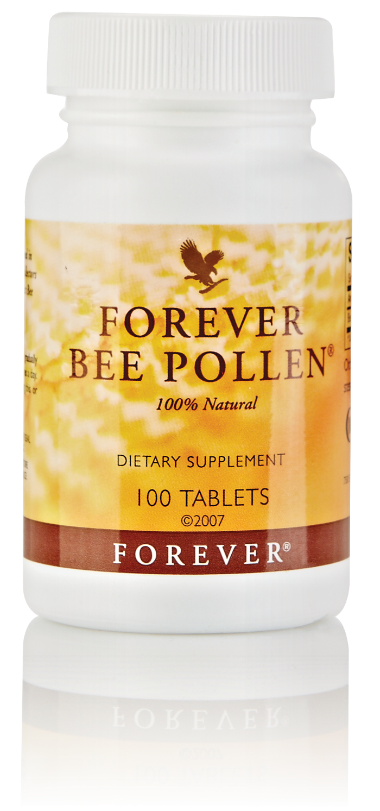 FOREVER
BEE POLLEN®
100% Natural
DIETARY SUPPLEMENT
100 TABLETS
©2007
FOREVER®